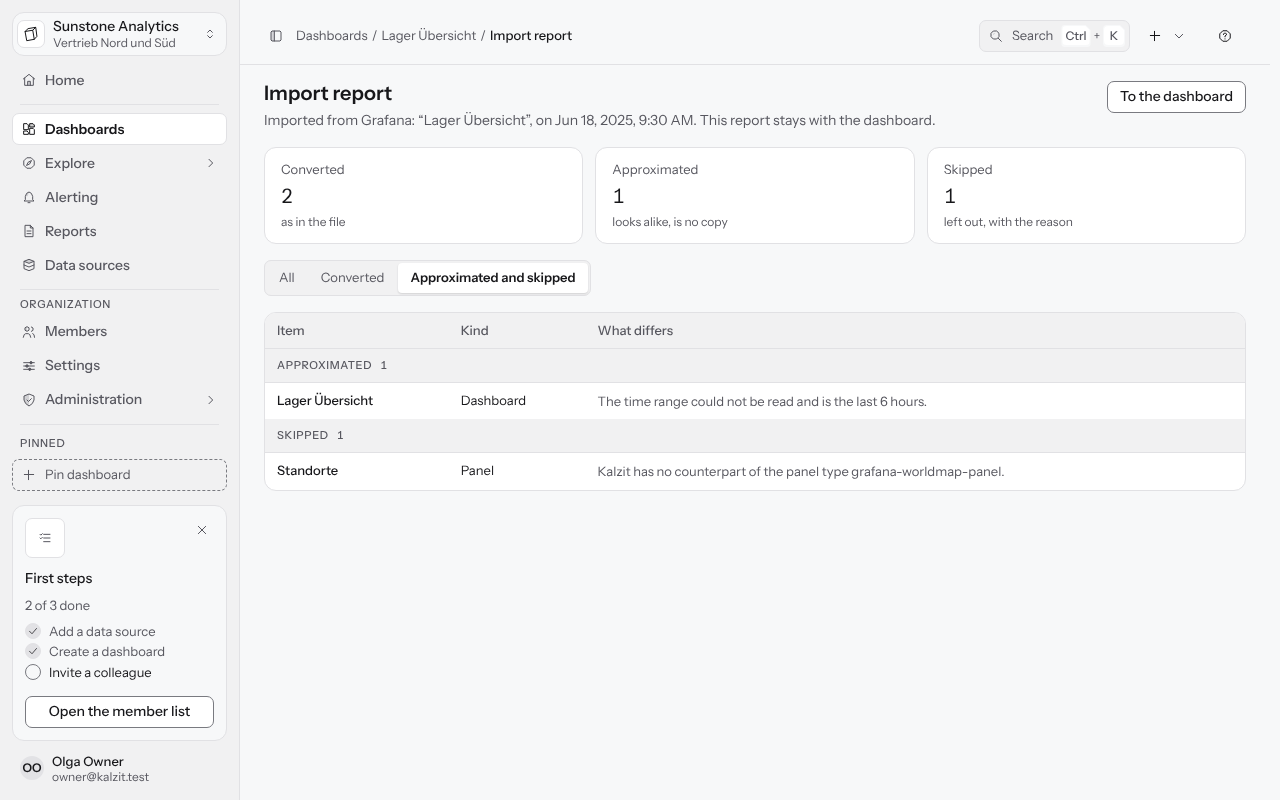 Sunstone Analytics
Vertrieb Nord und Süd
Home
Dashboards
Explore
Alerting
Reports
Data sources
ORGANIZATION
Members
Settings
Administration
PINNED
Pin dashboard
First steps
2 of 3 done
Add a data source
Create a dashboard
Invite a colleague
Open the member list
OO
Olga Owner
owner@kalzit.test
Dashboards / Lager Übersicht / Import report
Search Ctrl + K
Import report
To the dashboard
Imported from Grafana: “Lager Übersicht”, on Jun 18, 2025, 9:30 AM. This report stays with the dashboard.
Converted
2
as in the file
Approximated
1
looks alike, is no copy
Skipped
1
left out, with the reason
All Converted Approximated and skipped
Item Kind What differs
APPROXIMATED 1
Lager Übersicht Dashboard The time range could not be read and is the last 6 hours.
SKIPPED 1
Standorte Panel Kalzit has no counterpart of the panel type grafana-worldmap-panel.